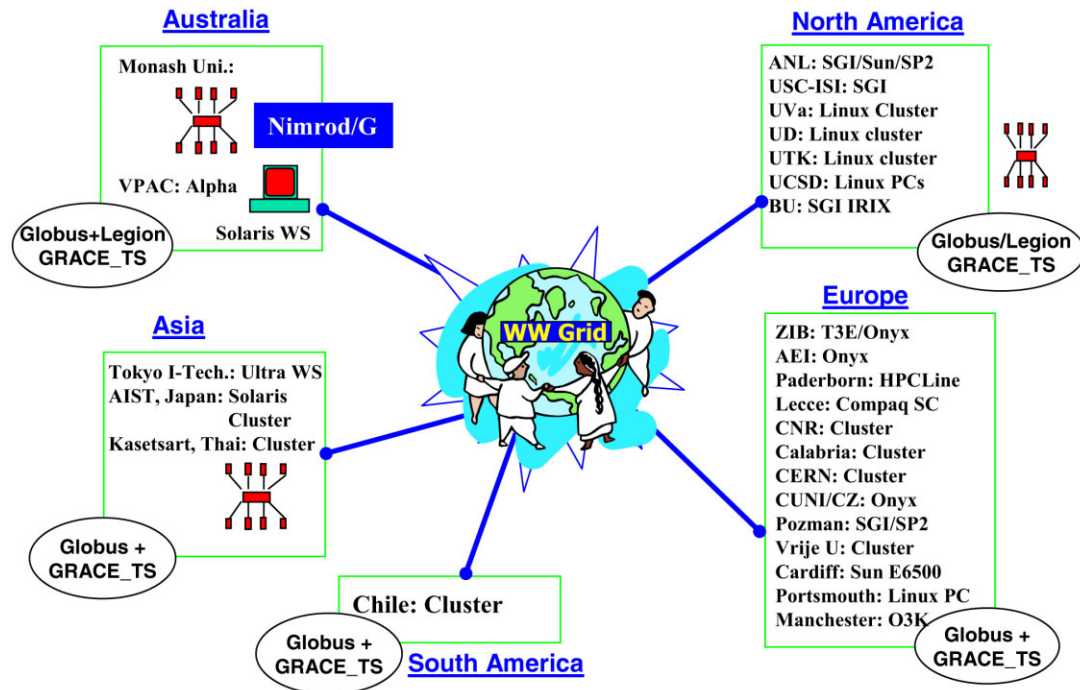 Australia
Monash Uni.:
Nimrod/G
VPAC: Alpha
Solaris WS
Globus+Legion
GRACE_TS
North America
ANL: SGI/Sun/SP2
USC-ISI: SGI
UVa: Linux Cluster
UD: Linux cluster
UTK: Linux cluster
UCSD: Linux PCs
BU: SGI IRIX
Globus/Legion
GRACE_TS
WW Grid
Asia
Tokyo I-Tech.: Ultra WS
AIST, Japan: Solaris
Cluster
Kasetsart, Thai: Cluster
Globus +
GRACE_TS
Europe
ZIB: T3E/Onyx
AEI: Onyx
Paderborn: HPCLine
Lecce: Compaq SC
CNR: Cluster
Calabria: Cluster
CERN: Cluster
CUNI/CZ: Onyx
Pozman: SGI/SP2
Vrije U: Cluster
Cardiff: Sun E6500
Portsmouth: Linux PC
Manchester: O3K
Globus +
GRACE_TS
Chile: Cluster
Globus +
GRACE_TS
South America